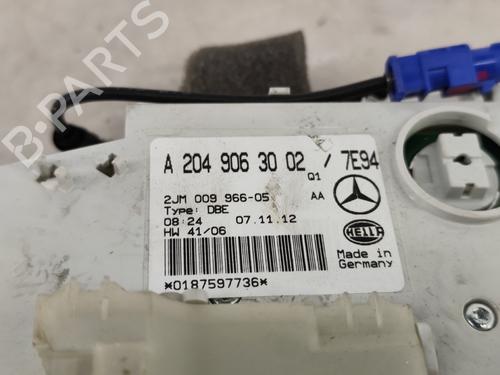 B-PARTS
A 204 906 30 02 / 7E94
Q1
2JM 009 966-05 AA
Type: DBE
08:24 07.11.12
HW 41/06
HELLA
Made in
Germany
*0187597736*